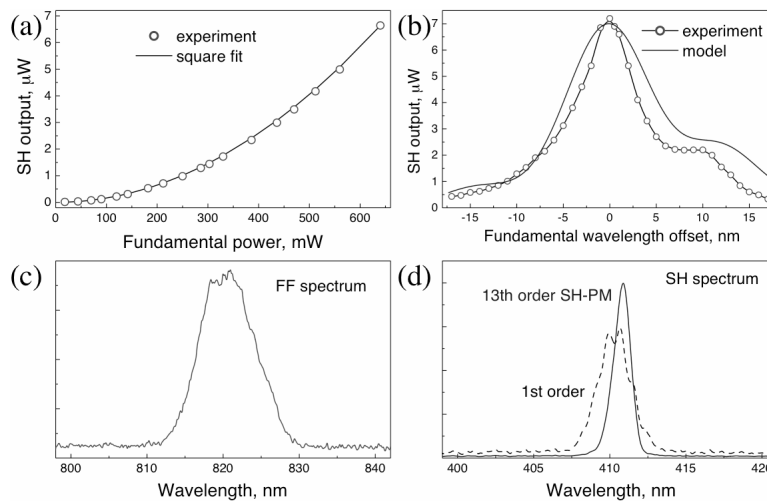 (a)
experiment
square fit
SH output, μW
7
6
5
4
3
2
1
0
0 100 200 300 400 500 600
Fundamental power, mW
(b)
experiment
model
SH output, μW
7
6
5
4
3
2
1
0
-15 -10 -5 0 5 10 15
Fundamental wavelength offset, nm
(c)
FF spectrum
800 810 820 830 840
Wavelength, nm
(d)
SH spectrum
13th order SH-PM
1st order
400 405 410 415 420
Wavelength, nm